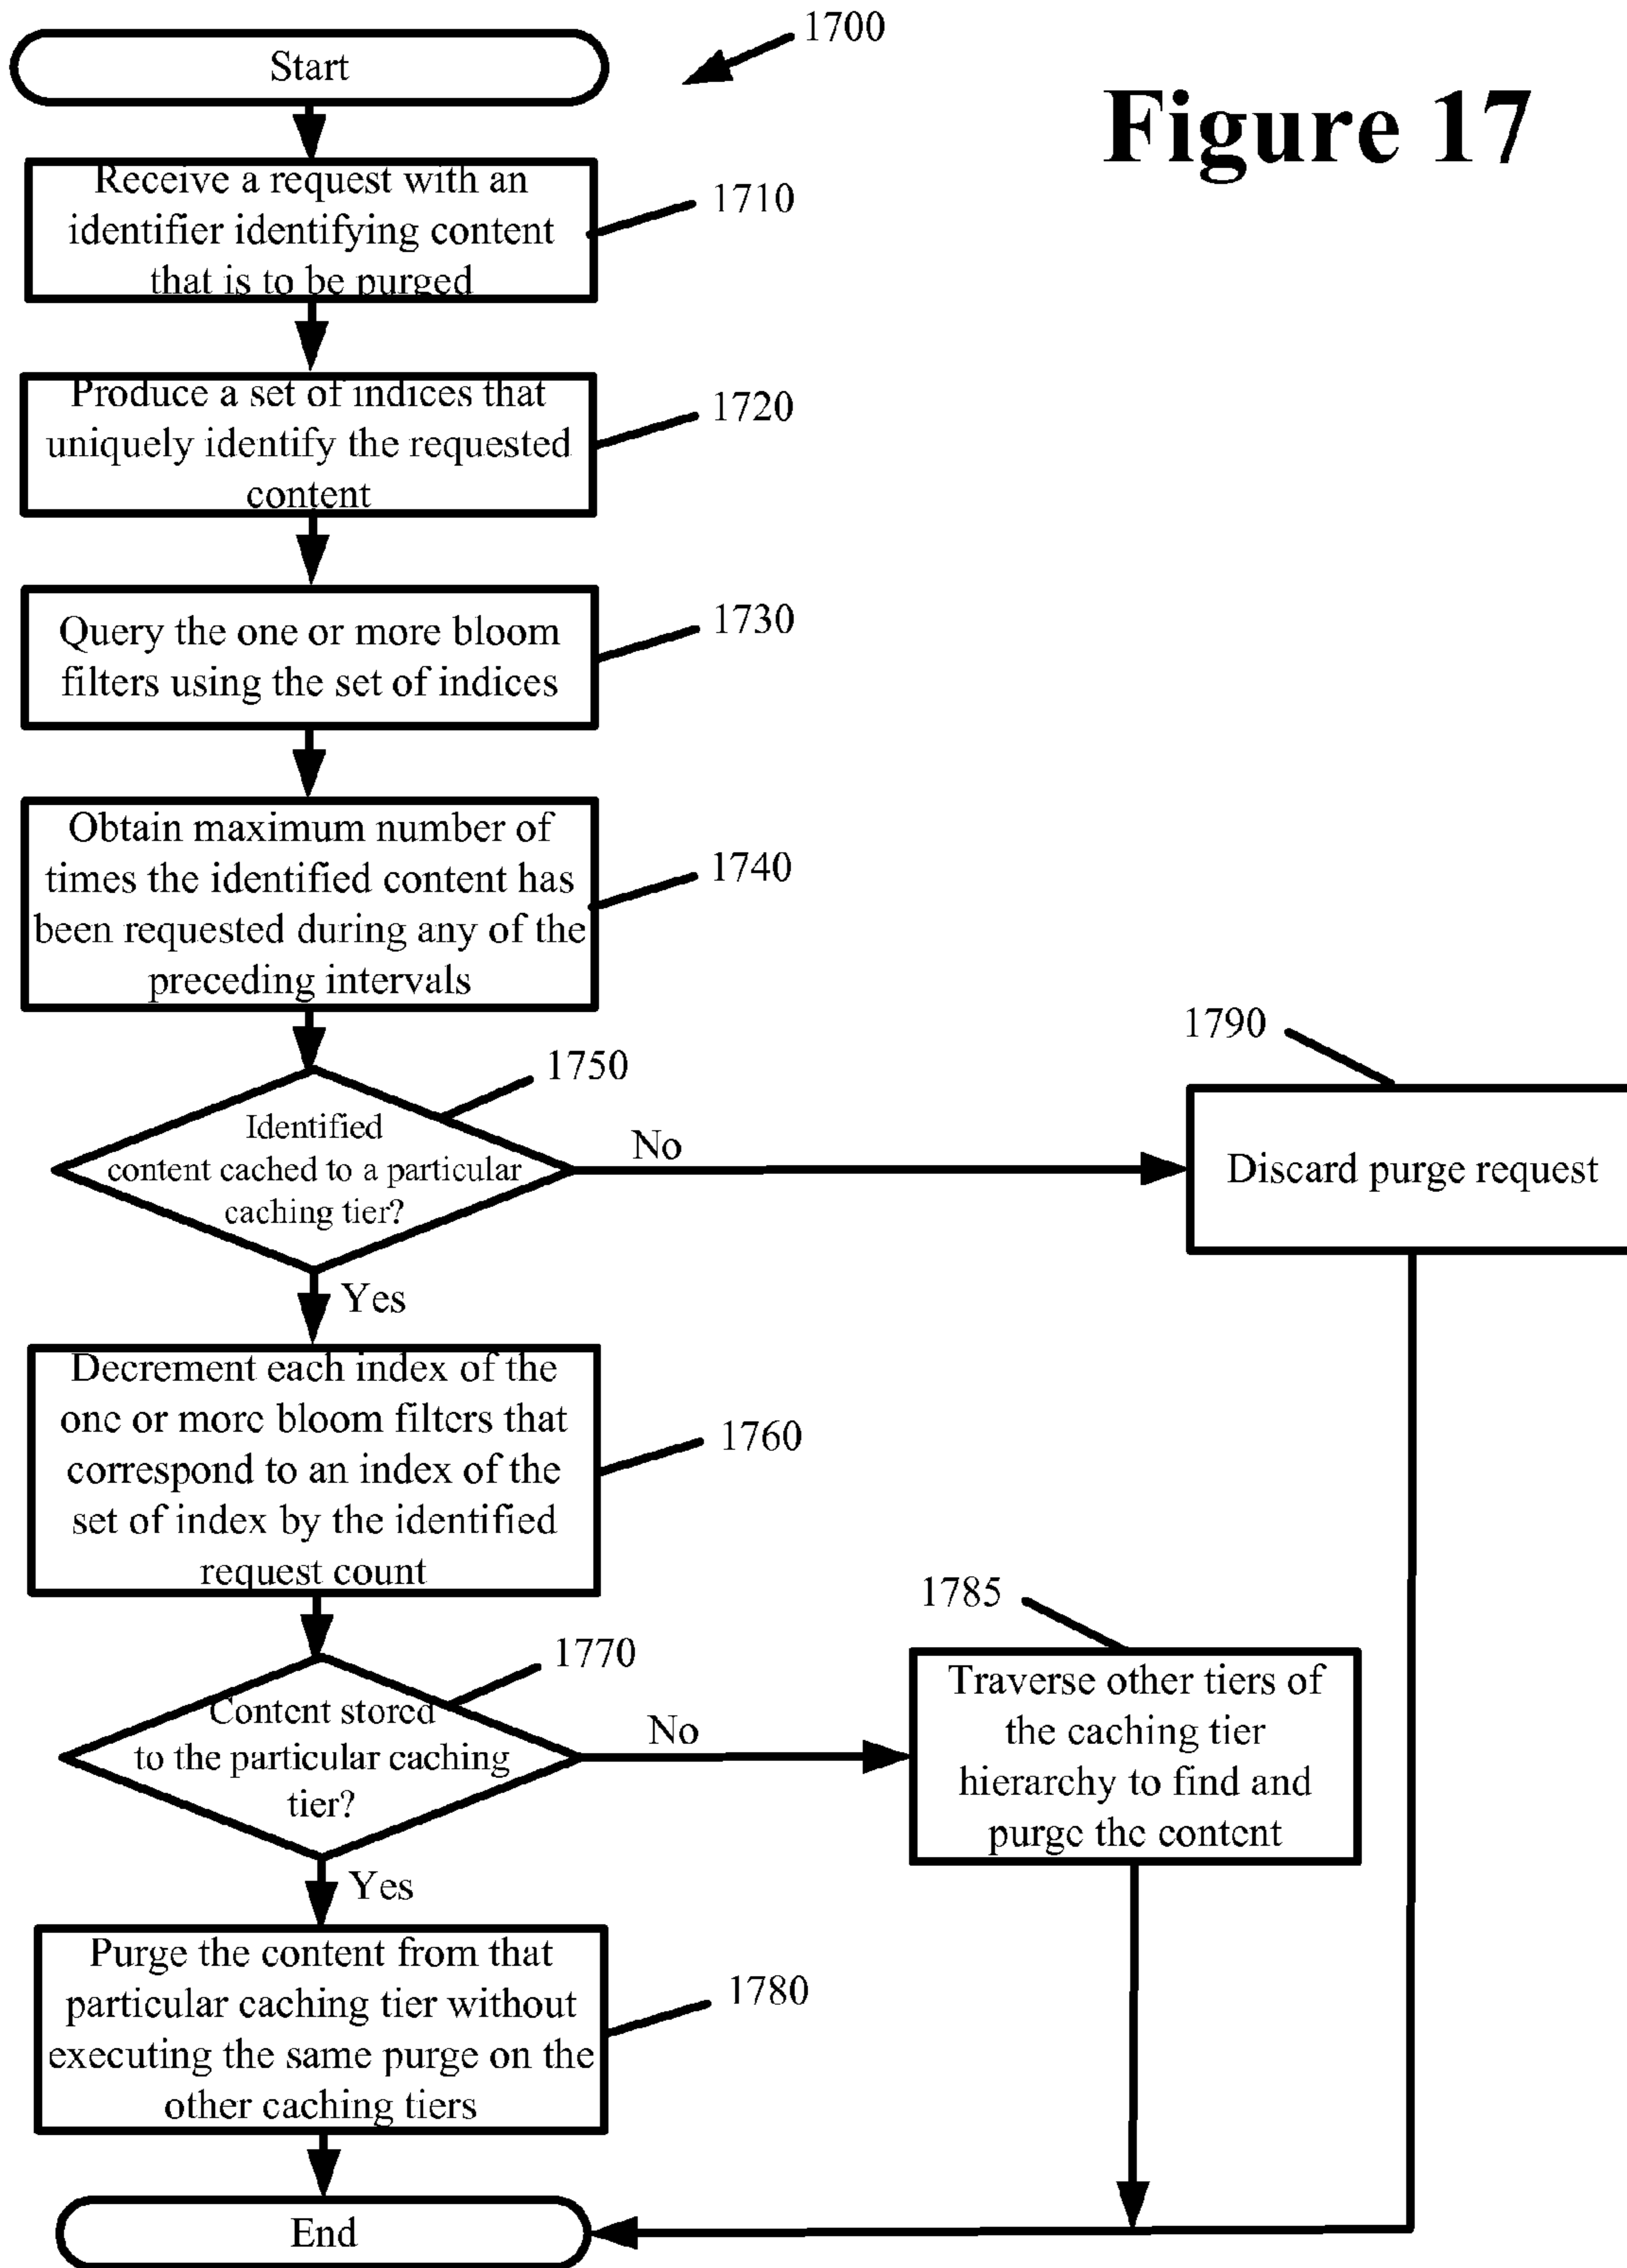 Start
1700
Figure 17
Receive a request with an
identifier identifying content
that is to be purged
1710
Produce a set of indices that
uniquely identify the requested
content
1720
Query the one or more bloom
filters using the set of indices
1730
Obtain maximum number of
times the identified content has
been requested during any of the
preceding intervals
1740
1750
Identified
content cached to a particular
caching tier?
No
1790
Discard purge request
Yes
Decrement each index of the
one or more bloom filters that
correspond to an index of the
set of index by the identified
request count
1760
1770
Content stored
to the particular caching
tier?
No
1785
Traverse other tiers of
the caching tier
hierarchy to find and
purge the content
Yes
Purge the content from that
particular caching tier without
executing the same purge on the
other caching tiers
1780
End